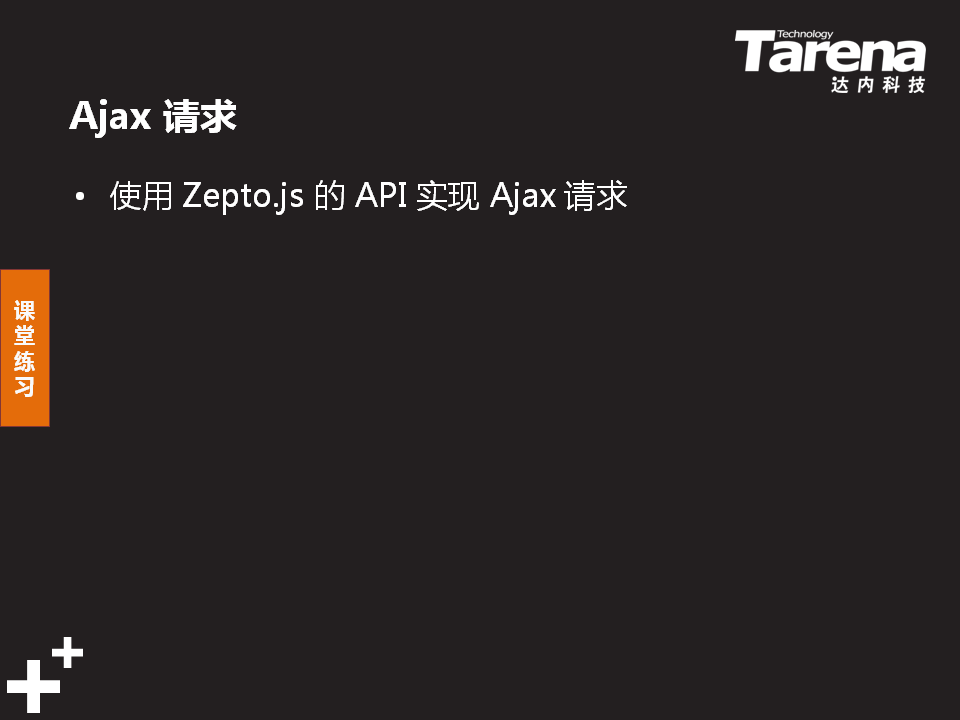 Technology
Tarena
达内科技
Ajax 请求
• 使用 Zepto.js 的 API 实现 Ajax 请求
课
堂
练
习